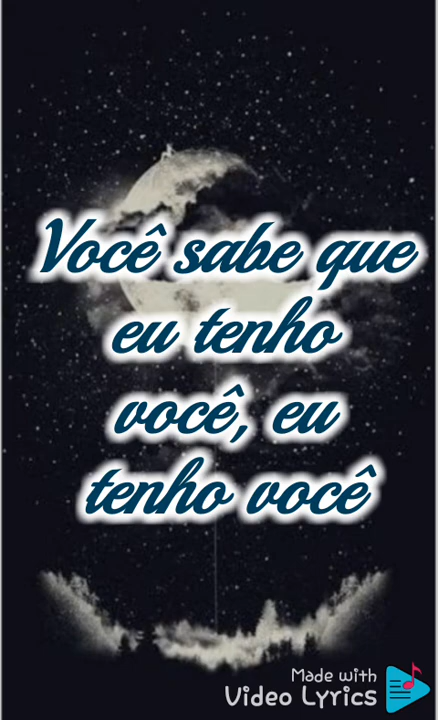 Você sabe que
eu tenho
você, eu
tenho você
Made with
Video Lyrics